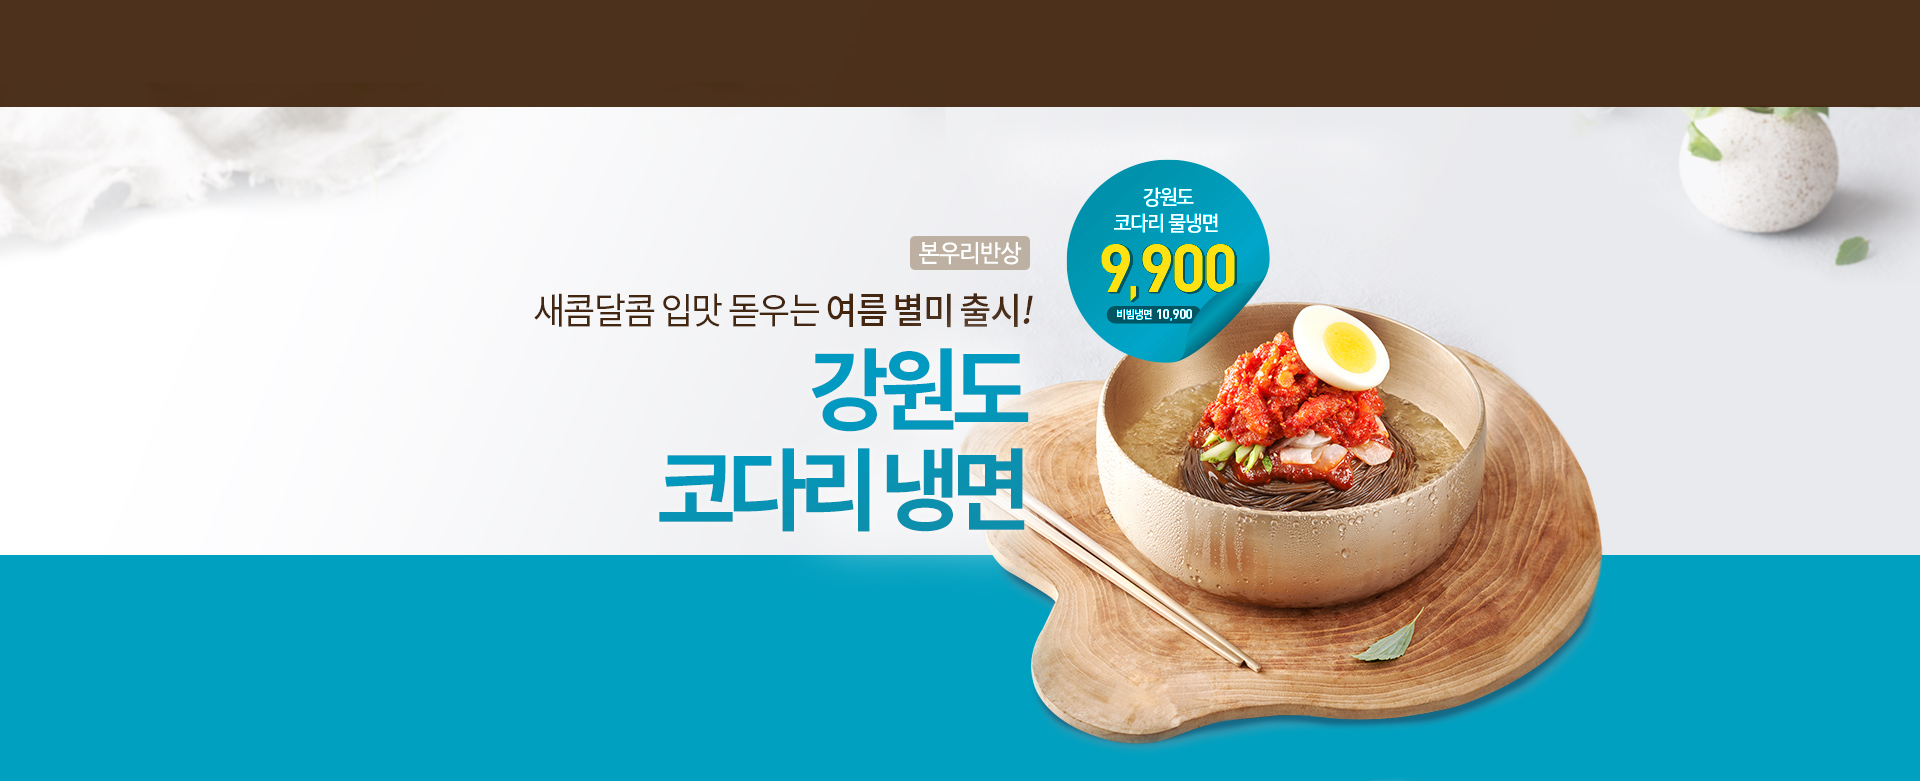 본우리반상
새콤달콤 입맛 돋우는 여름 별미 출시!
강원도
코다리 냉면
강원도
코다리 물냉면
9,900
비빔냉면 10,900